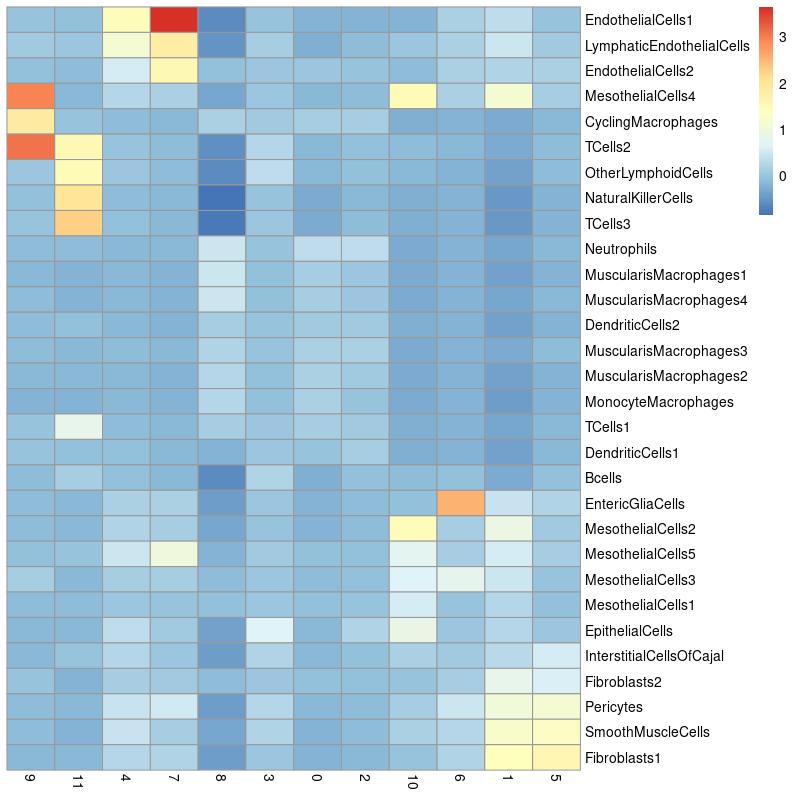 EndothelialCells1
LymphaticEndothelialCells
EndothelialCells2
MesothelialCells4
CyclingMacrophages
TCells2
OtherLymphoidCells
NaturalKillerCells
TCells3
Neutrophils
MuscularisMacrophages1
MuscularisMacrophages4
DendriticCells2
MuscularisMacrophages3
MuscularisMacrophages2
MonocyteMacrophages
TCells1
DendriticCells1
Bcells
EntericGliaCells
MesothelialCells2
MesothelialCells5
MesothelialCells3
MesothelialCells1
EpithelialCells
InterstitialCellsOfCajal
Fibroblasts2
Pericytes
SmoothMuscleCells
Fibroblasts1
9 11 4 7 8 3 0 2 10 6 1 5
3
2
1
0